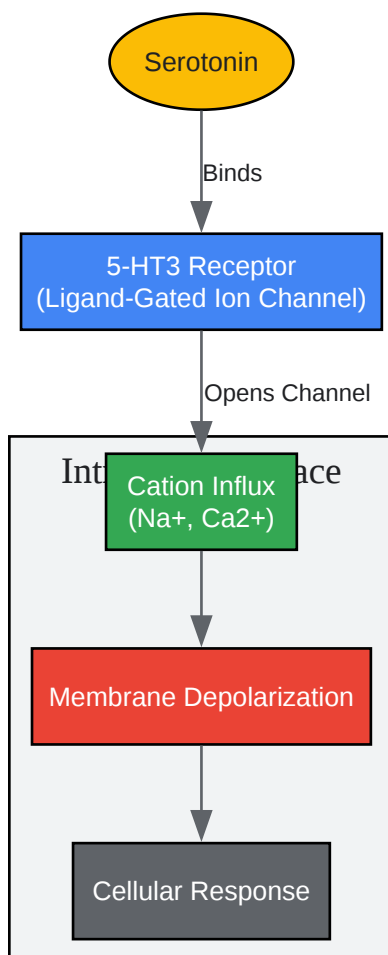 Serotonin
Binds
5-HT3 Receptor
(Ligand-Gated Ion Channel)
Opens Channel
Cation Influx
(Na+, Ca2+)
Membrane Depolarization
Cellular Response